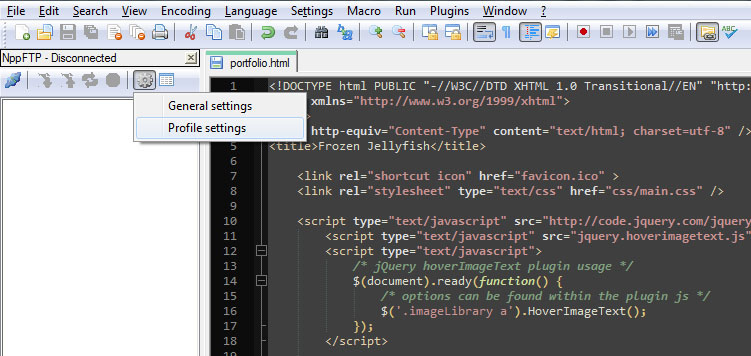 File Edit Search View Encoding Language Settings Macro Run Plugins Window ?
NppFTP - Disconnected
General settings
Profile settings
portfolio.html
1 <!DOCTYPE html PUBLIC "-//W3C//DTD XHTML 1.0 Transitional//EN" "http:
xmlns="http://www.w3.org/1999/xhtml">
>
http-equiv="Content-Type" content="text/html; charset=utf-8" />
5 <title>Frozen Jellyfish</title>
6
7 <link rel="shortcut icon" href="favicon.ico" >
8 <link rel="stylesheet" type="text/css" href="css/main.css" />
9
10 <script type="text/javascript" src="http://code.jquery.com/jquery
11 <script type="text/javascript" src="jquery.hoverimagetext.js"
12 <script type="text/javascript">
13 /* jQuery hoverImageText plugin usage */
14 $(document).ready(function() {
15 /* options can be found within the plugin js */
16 $('.imageLibrary a').HoverImageText();
17 });
18 </script>